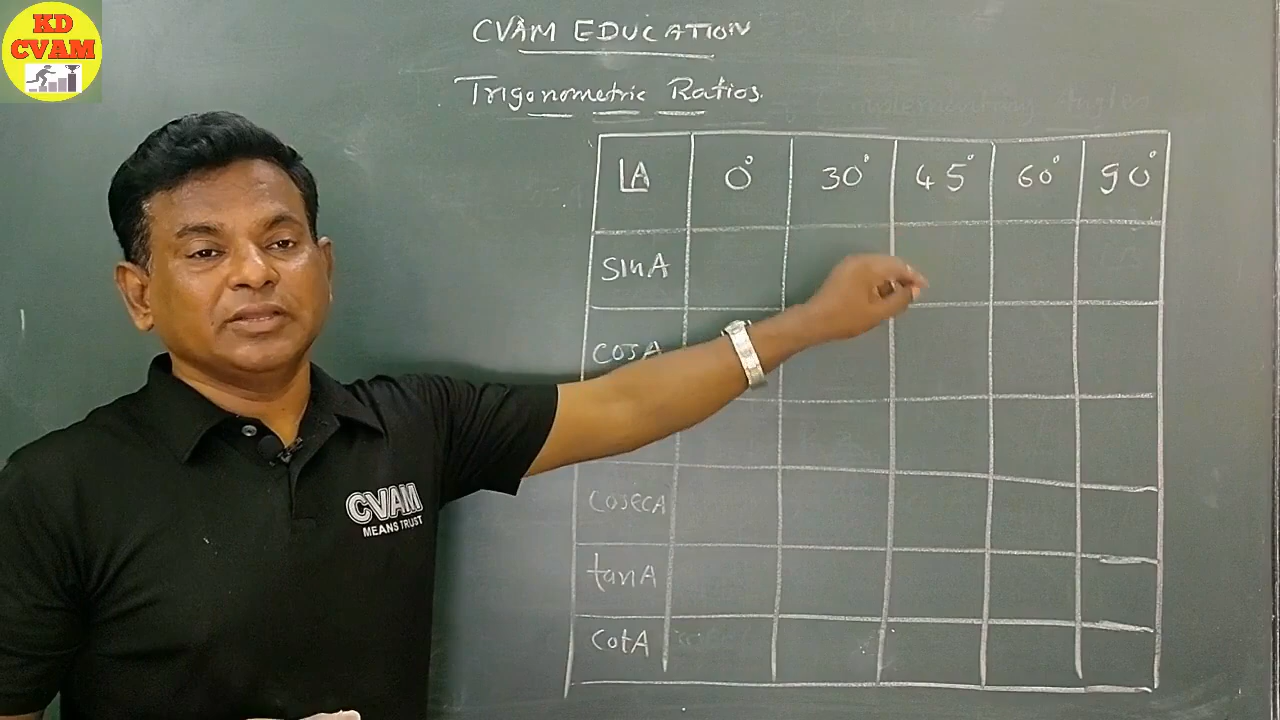 KD
CVAM
CVAM EDUCATION
Trigonometric Ratios.
∠A 0° 30° 45° 60° 90°
sinA
cosA
cosecA
tanA
cotA
CVAM
MEANS TRUST